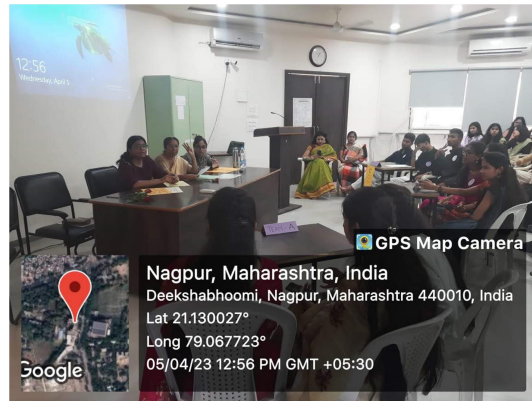 12:56
Wednesday, April 5
GPS Map Camera
Nagpur, Maharashtra, India
Deekshabhoomi, Nagpur, Maharashtra 440010, India
Lat 21.130027°
Long 79.067723°
05/04/23 12:56 PM GMT +05:30
Google